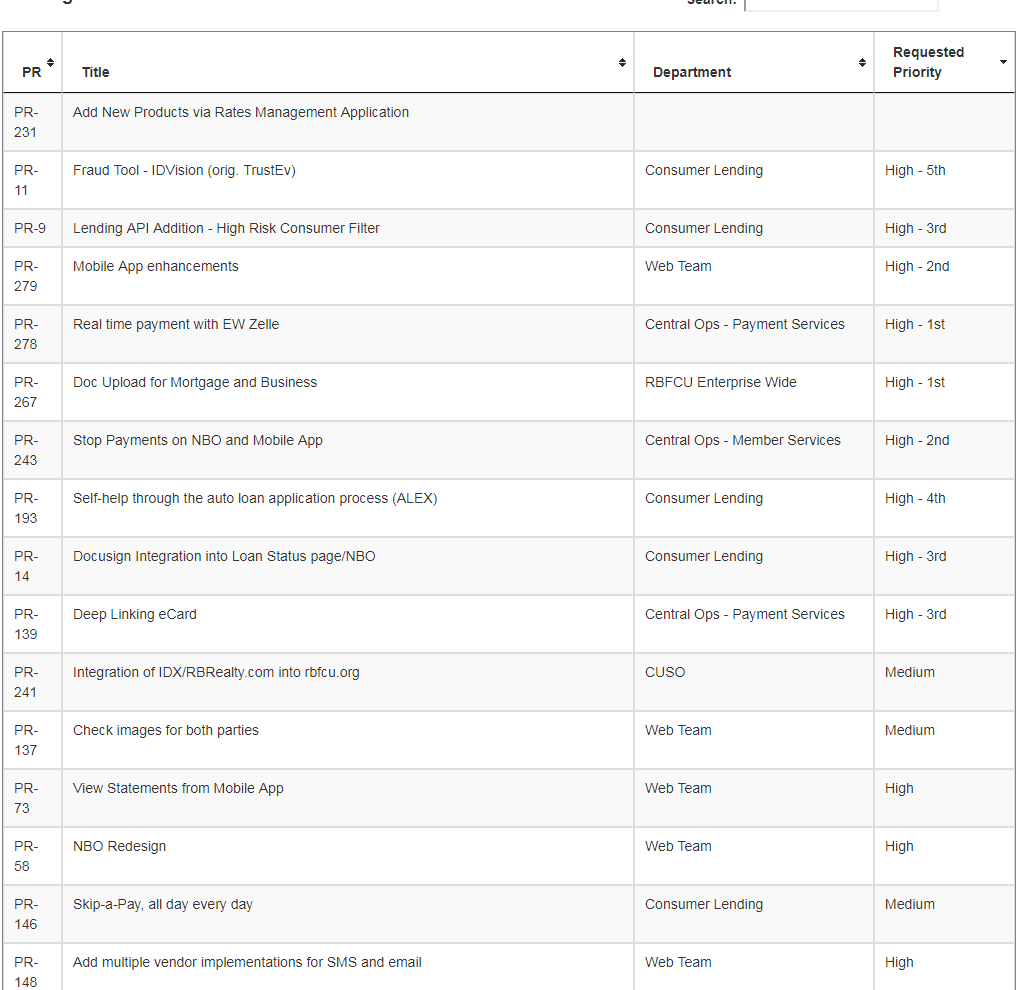 Search:
Requested
PR Title Department Priority
PR- Add New Products via Rates Management Application
231
PR- Fraud Tool - IDVision (orig. TrustEv) Consumer Lending High - 5th
11
PR-9 Lending API Addition - High Risk Consumer Filter Consumer Lending High - 3rd
PR- Mobile App enhancements Web Team High - 2nd
279
PR- Real time payment with EW Zelle Central Ops - Payment Services High - 1st
278
PR- Doc Upload for Mortgage and Business RBFCU Enterprise Wide High - 1st
267
PR- Stop Payments on NBO and Mobile App Central Ops - Member Services High - 2nd
243
PR- Self-help through the auto loan application process (ALEX) Consumer Lending High - 4th
193
PR- Docusign Integration into Loan Status page/NBO Consumer Lending High - 3rd
14
PR- Deep Linking eCard Central Ops - Payment Services High - 3rd
139
PR- Integration of IDX/RBRealty.com into rbfcu.org CUSO Medium
241
PR- Check images for both parties Web Team Medium
137
PR- View Statements from Mobile App Web Team High
73
PR- NBO Redesign Web Team High
58
PR- Skip-a-Pay, all day every day Consumer Lending Medium
146
PR- Add multiple vendor implementations for SMS and email Web Team High
148